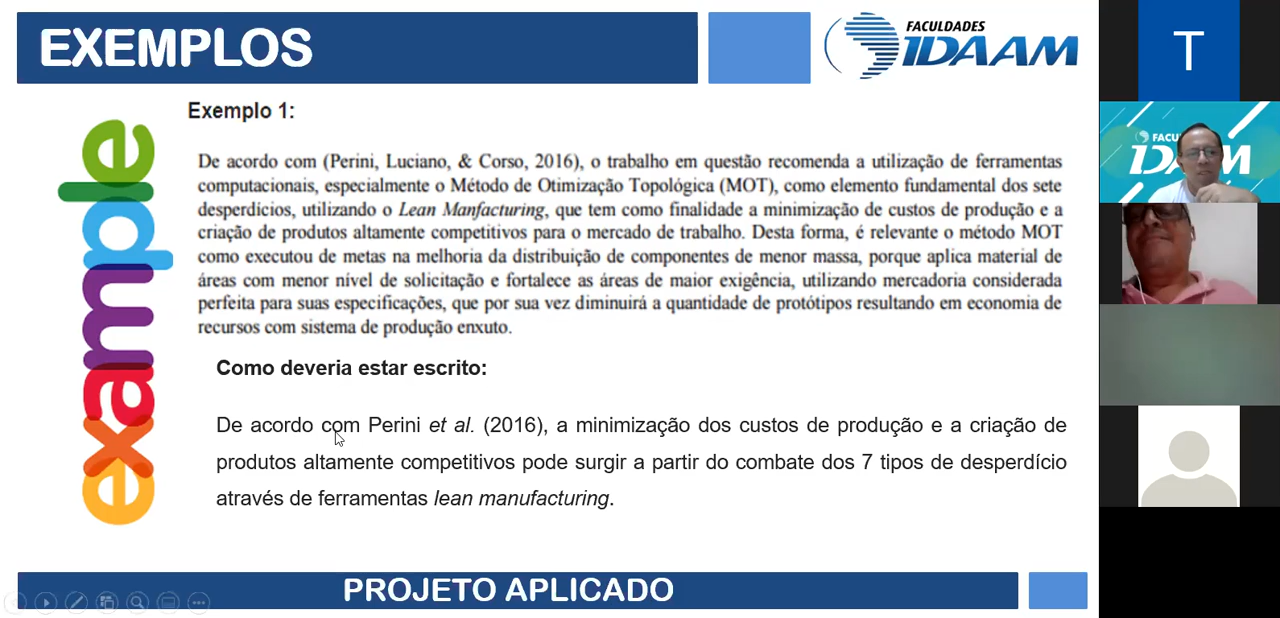 EXEMPLOS
FACULDADES
IDAAM
T
Exemplo 1:
example
De acordo com (Perini, Luciano, & Corso, 2016), o trabalho em questão recomenda a utilização de ferramentas
computacionais, especialmente o Método de Otimização Topológica (MOT), como elemento fundamental dos sete
desperdícios, utilizando o Lean Manfacturing, que tem como finalidade a minimização de custos de produção e a
criação de produtos altamente competitivos para o mercado de trabalho. Desta forma, é relevante o método MOT
como executou de metas na melhoria da distribuição de componentes de menor massa, porque aplica material de
áreas com menor nível de solicitação e fortalece as áreas de maior exigência, utilizando mercadoria considerada
perfeita para suas especificações, que por sua vez diminuirá a quantidade de protótipos resultando em economia de
recursos com sistema de produção enxuto.
Como deveria estar escrito:
De acordo com Perini et al. (2016), a minimização dos custos de produção e a criação de
produtos altamente competitivos pode surgir a partir do combate dos 7 tipos de desperdício
através de ferramentas lean manufacturing.
PROJETO APLICADO